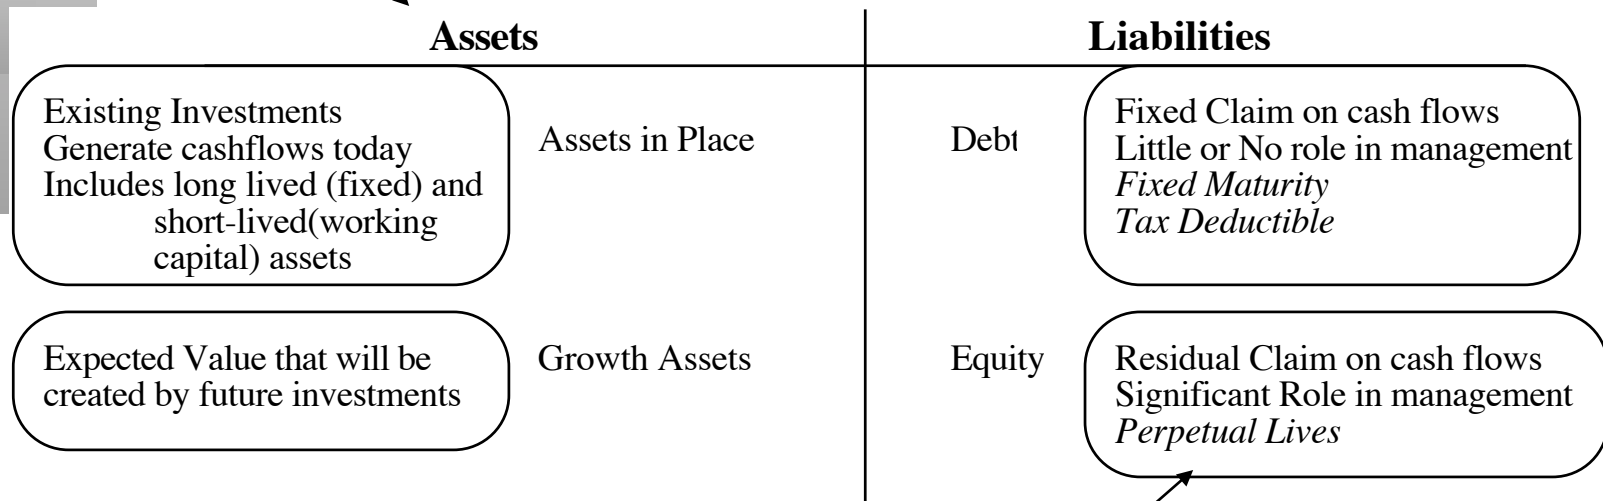 Assets
Liabilities
Existing Investments
Generate cashflows today
Includes long lived (fixed) and
short-lived(working
capital) assets
Assets in Place
Debt
Fixed Claim on cash flows
Little or No role in management
Fixed Maturity
Tax Deductible
Expected Value that will be
created by future investments
Growth Assets
Equity
Residual Claim on cash flows
Significant Role in management
Perpetual Lives